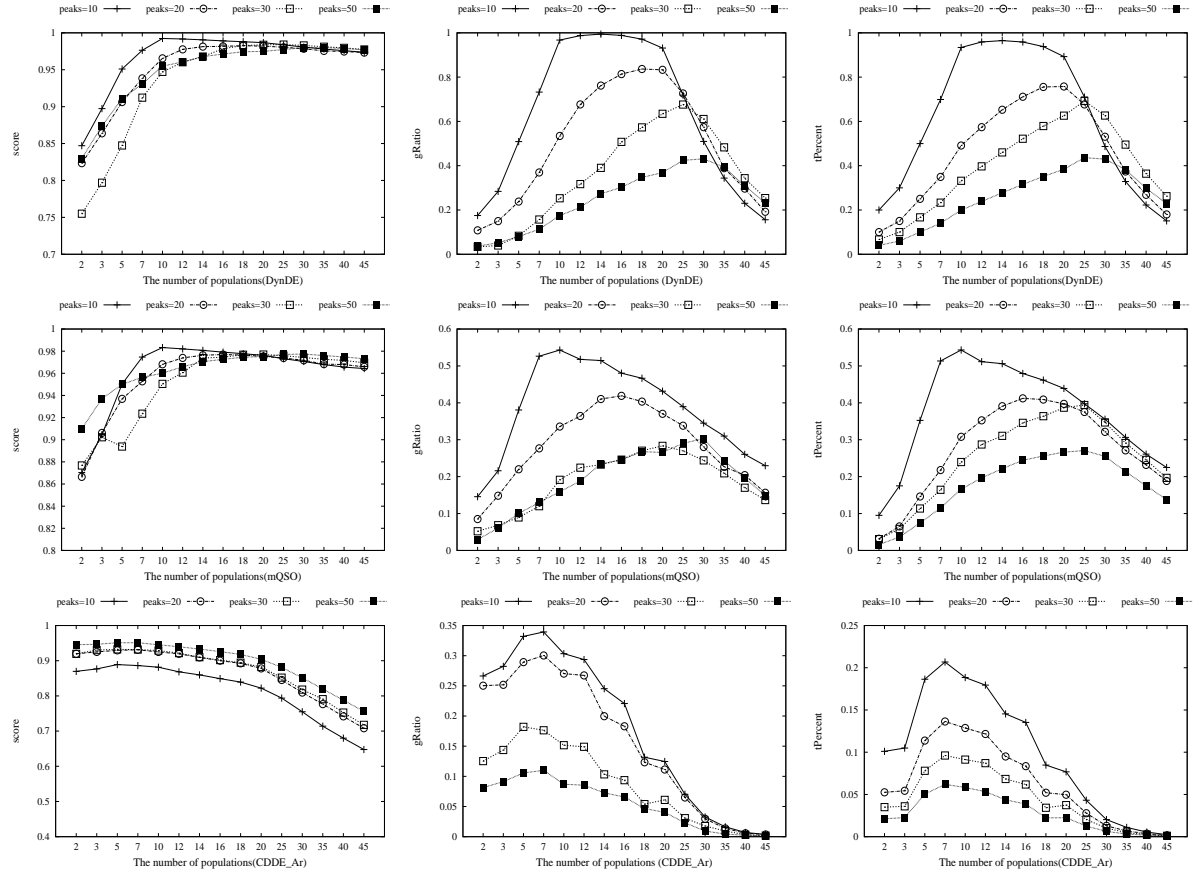 peaks=10 peaks=20 peaks=30 peaks=50
score
1
0.95
0.9
0.85
0.8
0.75
0.7
2 3 5 7 10 12 14 16 18 20 25 30 35 40 45
The number of populations(DynDE)
peaks=10 peaks=20 peaks=30 peaks=50
gRatio
1
0.8
0.6
0.4
0.2
0
2 3 5 7 10 12 14 16 18 20 25 30 35 40 45
The number of populations (DynDE)
peaks=10 peaks=20 peaks=30 peaks=50
tPercent
1
0.8
0.6
0.4
0.2
0
2 3 5 7 10 12 14 16 18 20 25 30 35 40 45
The number of populations(DynDE)
peaks=10 peaks=20 peaks=30 peaks=50
score
1
0.98
0.96
0.94
0.92
0.9
0.88
0.86
0.84
0.82
0.8
2 3 5 7 10 12 14 16 18 20 25 30 35 40 45
The number of populations(mQSO)
peaks=10 peaks=20 peaks=30 peaks=50
gRatio
0.6
0.5
0.4
0.3
0.2
0.1
0
2 3 5 7 10 12 14 16 18 20 25 30 35 40 45
The number of populations(mQSO)
peaks=10 peaks=20 peaks=30 peaks=50
tPercent
0.6
0.5
0.4
0.3
0.2
0.1
0
2 3 5 7 10 12 14 16 18 20 25 30 35 40 45
The number of populations(mQSO)
peaks=10 peaks=20 peaks=30 peaks=50
score
1
0.9
0.8
0.7
0.6
0.5
0.4
2 3 5 7 10 12 14 16 18 20 25 30 35 40 45
The number of populations(CDDE_Ar)
peaks=10 peaks=20 peaks=30 peaks=50
gRatio
0.35
0.3
0.25
0.2
0.15
0.1
0.05
0
2 3 5 7 10 12 14 16 18 20 25 30 35 40 45
The number of populations (CDDE_Ar)
peaks=10 peaks=20 peaks=30 peaks=50
tPercent
0.25
0.2
0.15
0.1
0.05
0
2 3 5 7 10 12 14 16 18 20 25 30 35 40 45
The number of populations(CDDE_Ar)